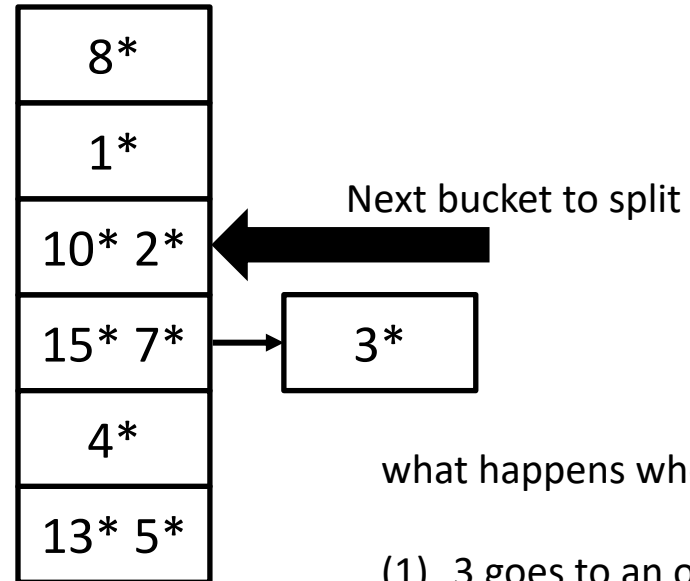 8*
1*
Next bucket to split
10* 2*
15* 7*
3*
4*
what happens
13* 5*
(1) 3 goes to an